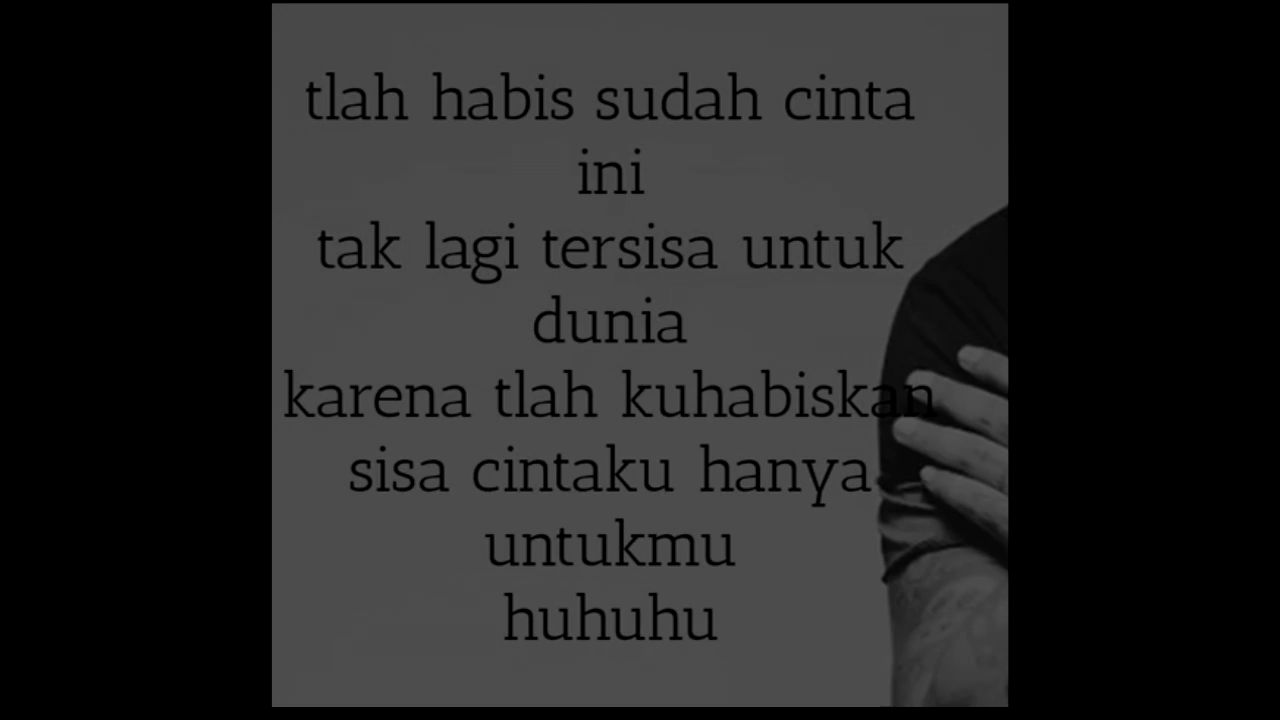 tlah habis sudah cinta
ini
tak lagi tersisa untuk
dunia
karena tlah kuhabiskan
sisa cintaku hanya
untukmu
huhuhu